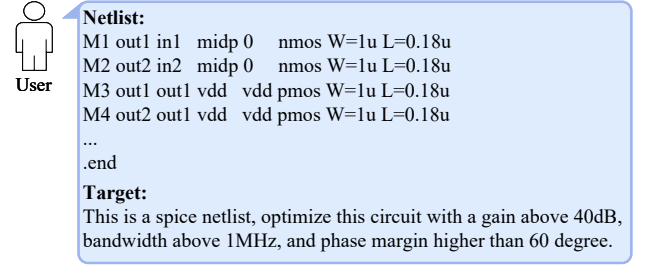 Netlist:
M1 out1 in1 midp 0 nmos W=1u L=0.18u
M2 out2 in2 midp 0 nmos W=1u L=0.18u
M3 out1 out1 vdd vdd pmos W=1u L=0.18u
M4 out2 out1 vdd vdd pmos W=1u L=0.18u
...
.end
User
Target:
This is a spice netlist, optimize this circuit with a gain above 40dB,
bandwidth above 1MHz, and phase margin higher than 60 degree.